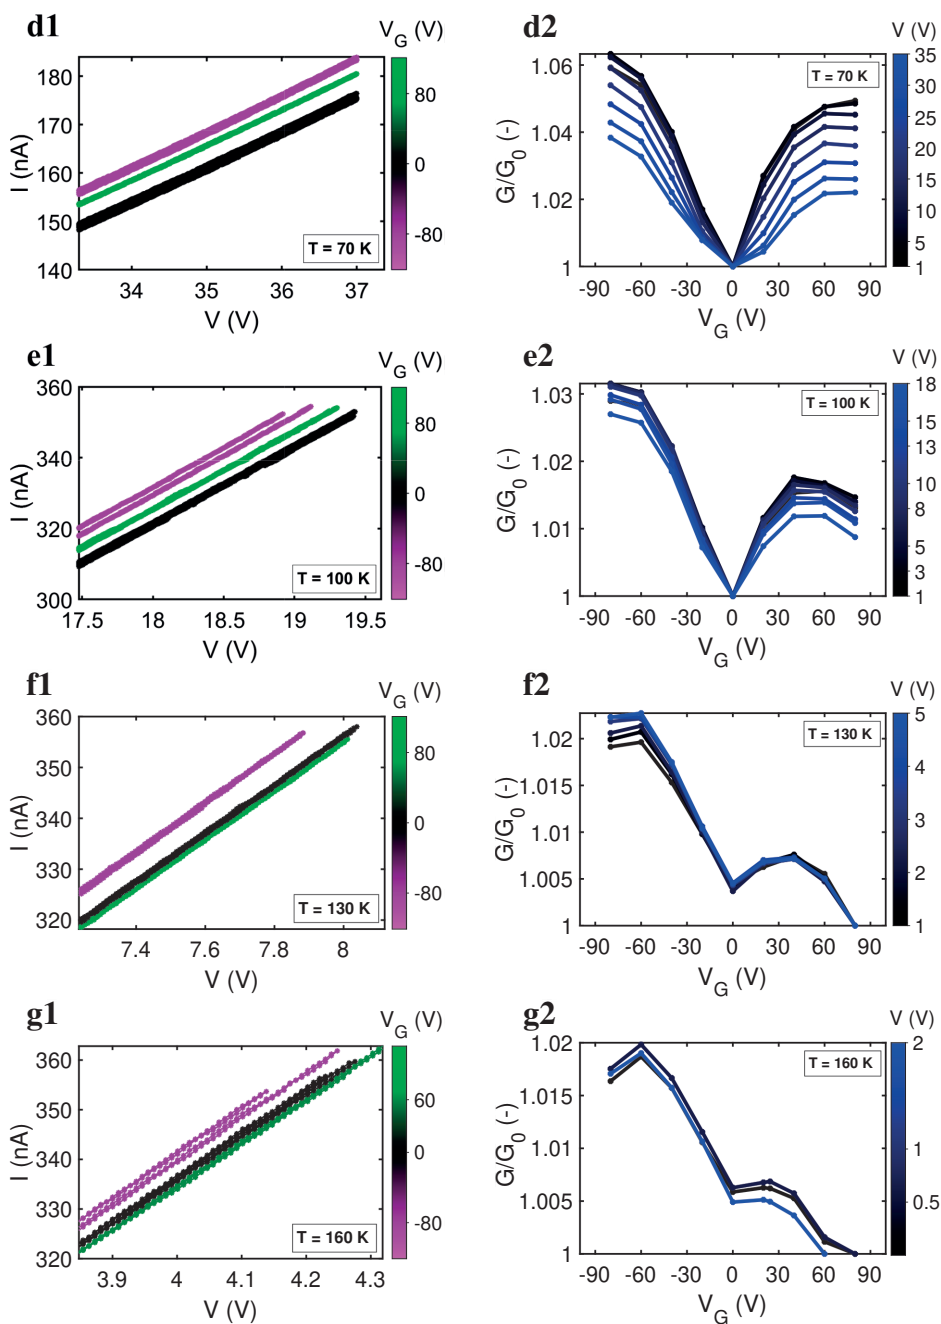 d1
V_G (V)
180
170
160
150
140
I (nA)
34
35
36
37
V (V)
T = 70 K
80
0
-80
d2
V (V)
1.06
1.04
1.02
1
G/G_0 (-)
-90
-60
-30
0
30
60
90
V_G (V)
T = 70 K
35
30
25
20
15
10
5
1
e1
V_G (V)
360
340
320
300
I (nA)
17.5
18
18.5
19
19.5
V (V)
T = 100 K
80
0
-80
e2
V (V)
1.03
1.02
1.01
1
G/G_0 (-)
-90
-60
-30
0
30
60
90
V_G (V)
T = 100 K
18
15
13
10
8
5
3
1
f1
V_G (V)
360
350
340
330
320
I (nA)
7.4
7.6
7.8
8
V (V)
T = 130 K
80
0
-80
f2
V (V)
1.02
1.015
1.01
1.005
1
G/G_0 (-)
-90
-60
-30
0
30
60
90
V_G (V)
T = 130 K
5
4
3
2
1
g1
V_G (V)
360
350
340
330
320
I (nA)
3.9
4
4.1
4.2
4.3
V (V)
T = 160 K
60
0
-80
g2
V (V)
1.02
1.015
1.01
1.005
1
G/G_0 (-)
-90
-60
-30
0
30
60
90
V_G (V)
T = 160 K
2
1
0.5